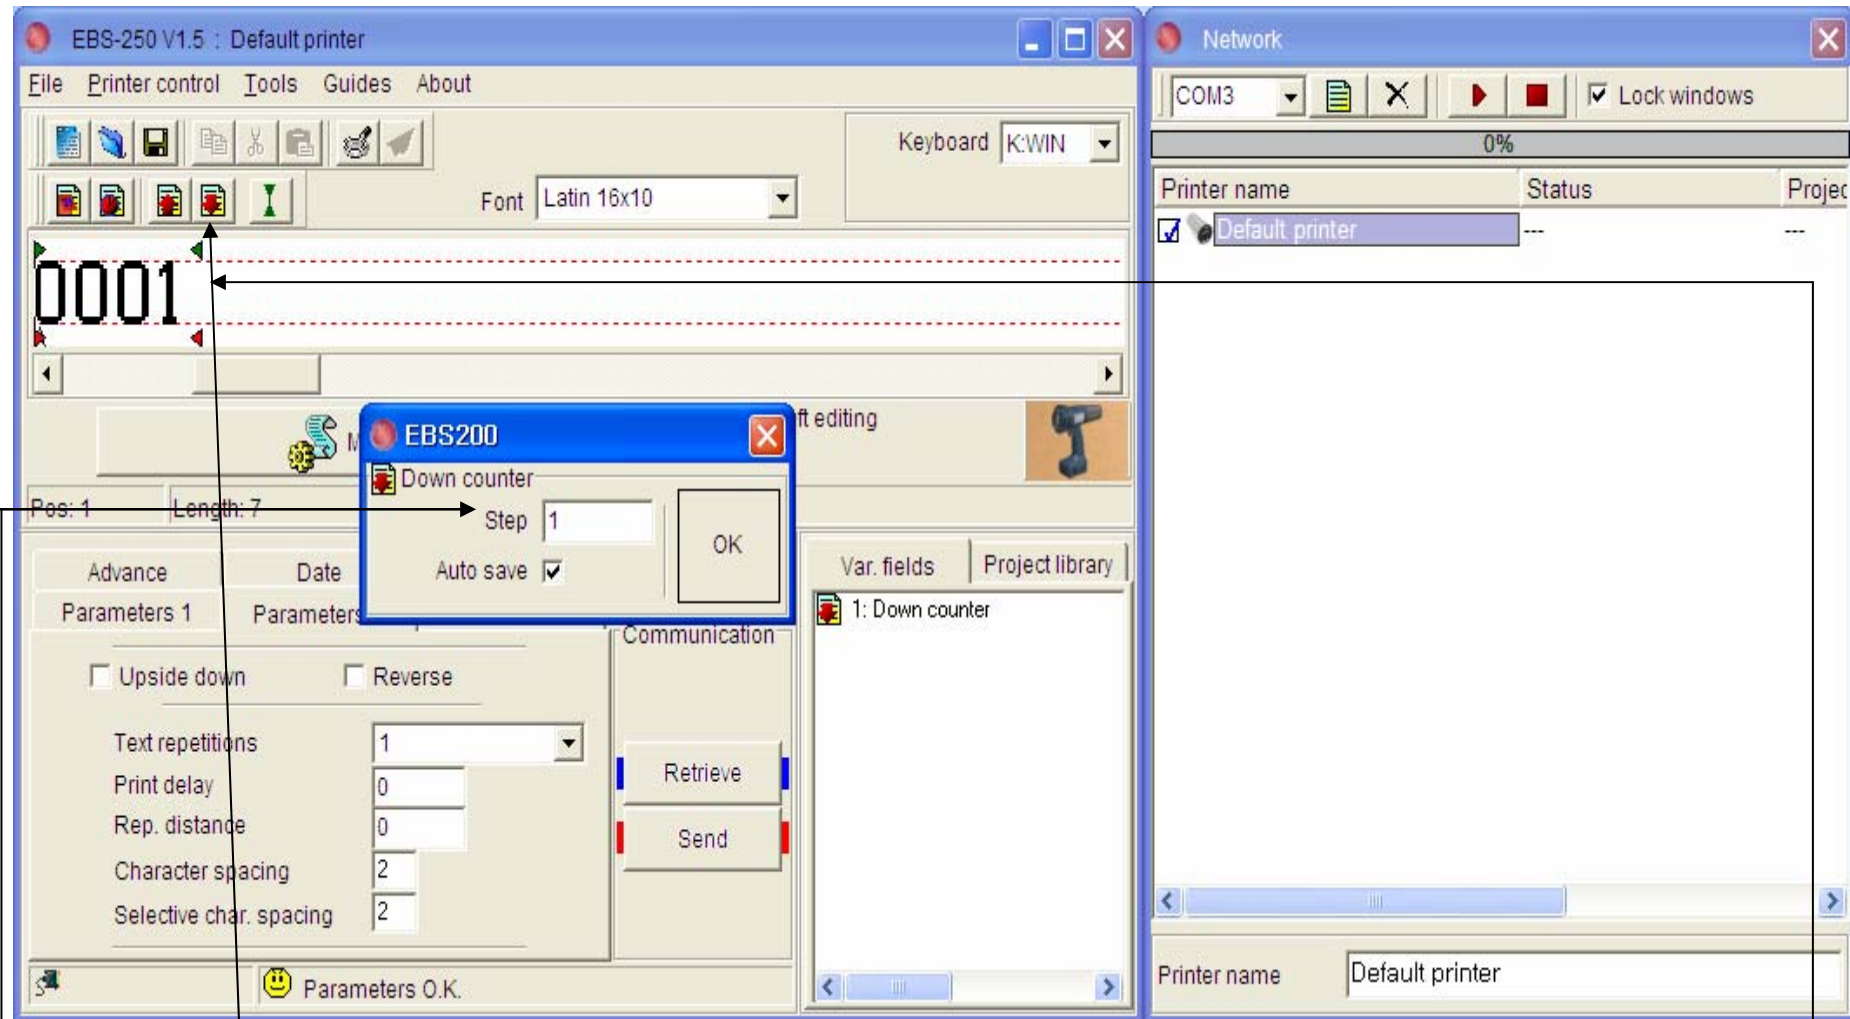 EBS-250 V1.5 : Default printer
File Printer control Tools Guides About
Keyboard K:WIN
Font Latin 16x10
0001
M
ft editing
Pos: 1 Length: 7
EBS200
Down counter
Step 1
Auto save
OK
Advance Date
Parameters 1 Parameters
Upside down Reverse
Text repetitions 1
Print delay 0
Rep. distance 0
Character spacing 2
Selective char. spacing 2
Communication
Retrieve
Send
Parameters O.K.
Var. fields Project library
1: Down counter
Network
COM3 Lock windows
0%
Printer name Status Projec
Default printer --- ---
Printer name Default printer